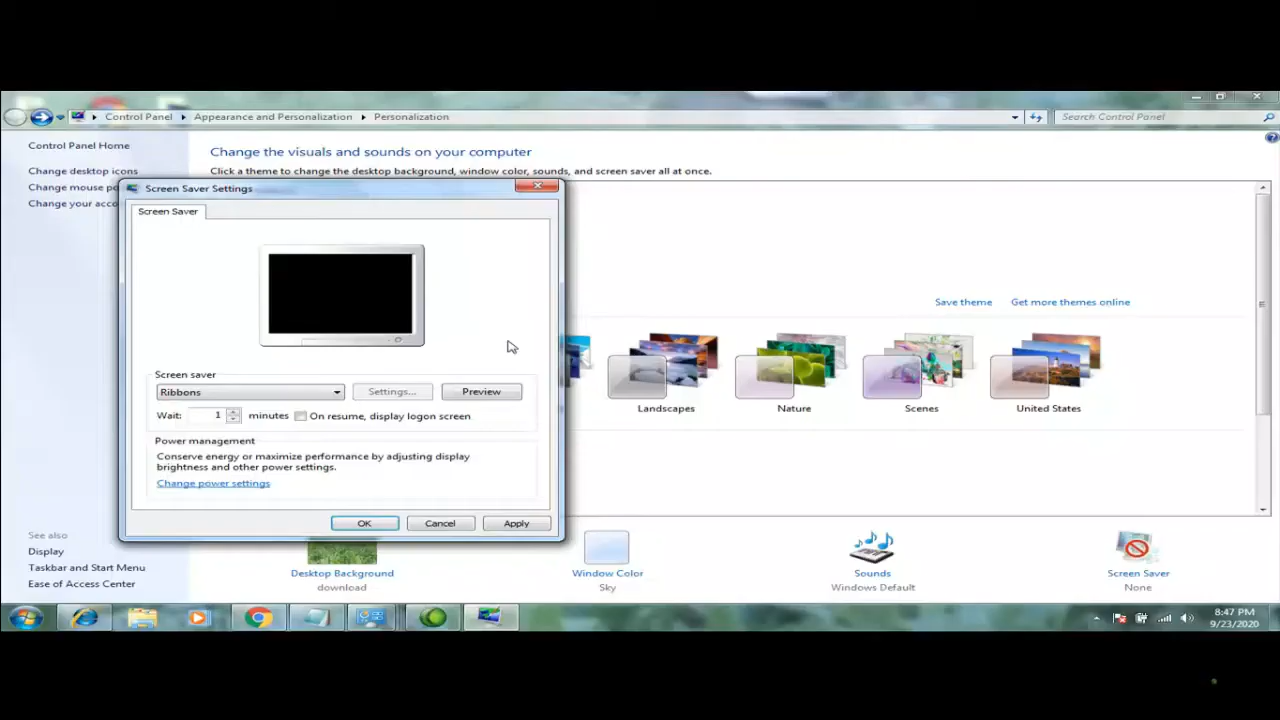 Control Panel ▸ Appearance and Personalization ▸ Personalization
Search Control Panel
Control Panel Home
Change desktop icons
Change mouse po
Change your acco
Change the visuals and sounds on your computer
Click a theme to change the desktop background, window color, sounds, and screen saver all at once.
Screen Saver Settings
Screen Saver
Screen saver
Ribbons
Settings...
Preview
Wait: 1 minutes
On resume, display logon screen
Power management
Conserve energy or maximize performance by adjusting display
brightness and other power settings.
Change power settings
OK
Cancel
Apply
Save theme
Get more themes online
Landscapes
Nature
Scenes
United States
See also
Display
Taskbar and Start Menu
Ease of Access Center
Desktop Background
download
Window Color
Sky
Sounds
Windows Default
Screen Saver
None
8:47 PM
9/23/2020